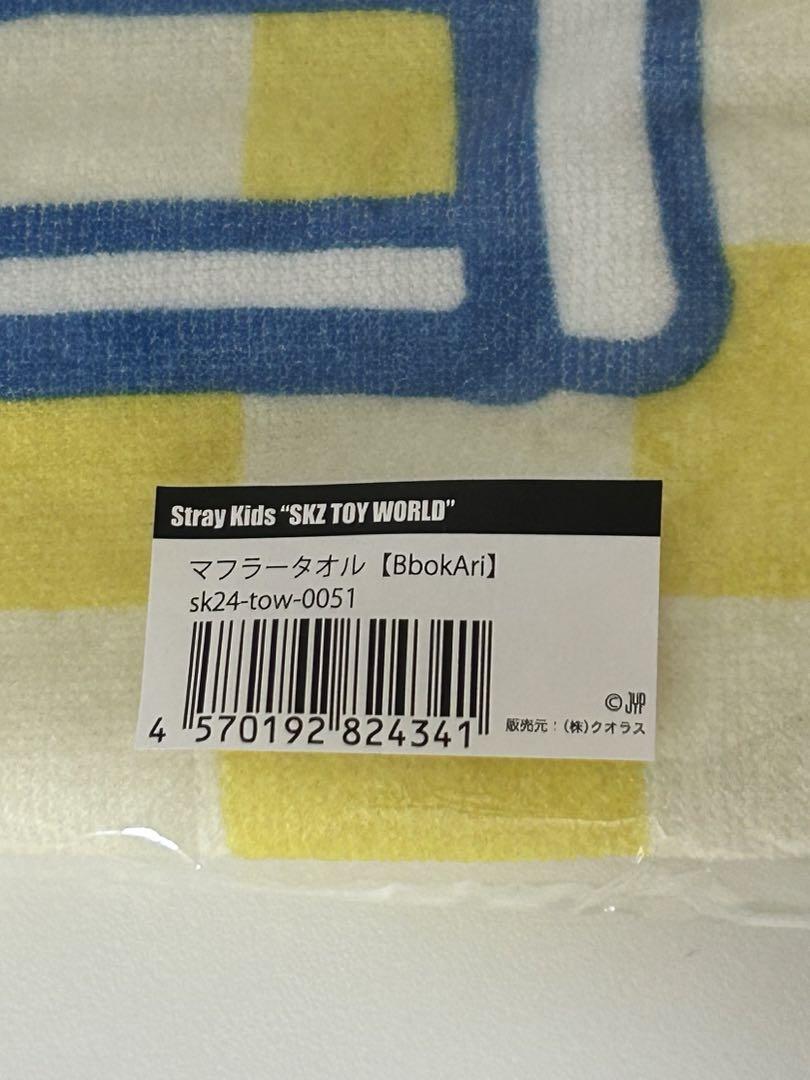 Stray Kids “SKZ TOY WORLD”
マフラータオル【BbokAri】
sk24-tow-0051
4 570192 824341
© JYP
販売元：(株)クオラス